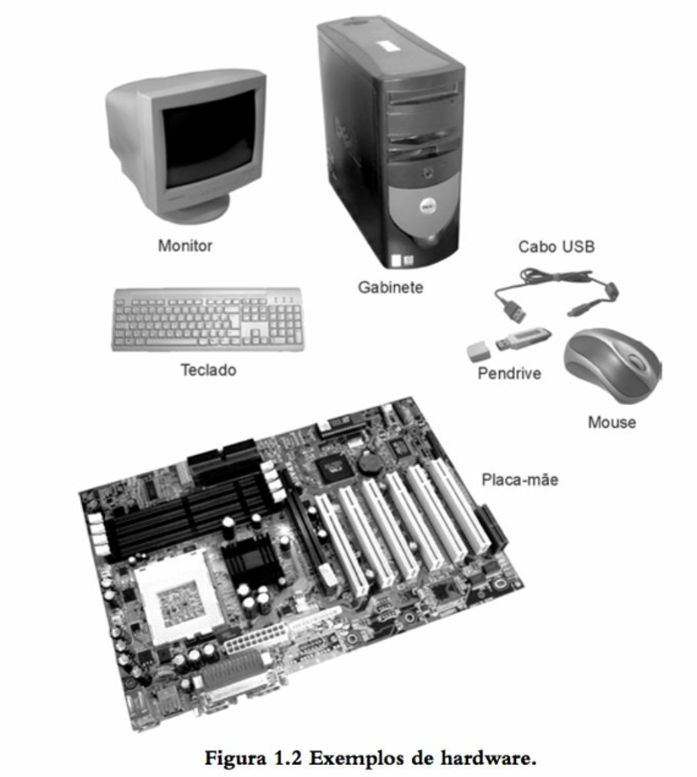 Monitor
Gabinete
Cabo USB
Teclado
Pendrive
Mouse
Placa-mãe
Figura 1.2 Exemplos de hardware.